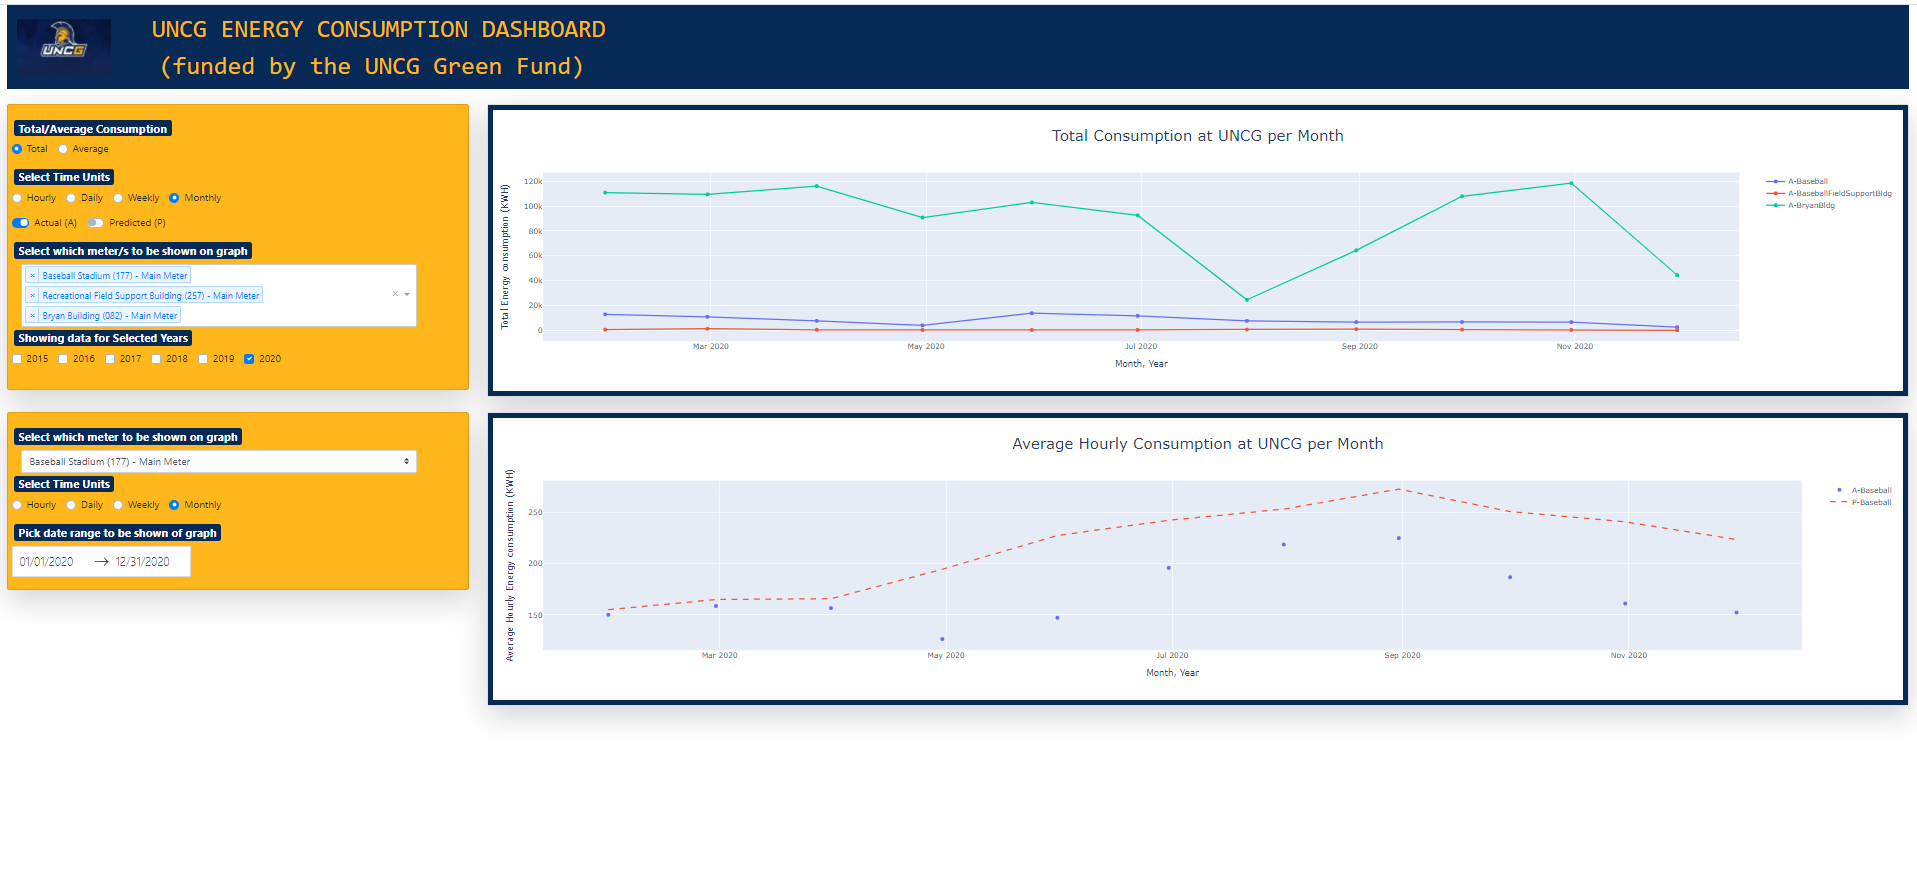 UNCG
UNCG ENERGY CONSUMPTION DASHBOARD
(funded by the UNCG Green Fund)
Total/Average Consumption
Total Average
Select Time Units
Hourly Daily Weekly Monthly
Actual (A) Predicted (P)
Select which meter/s to be shown on graph
× Baseball Stadium (177) - Main Meter
× Recreational Field Support Building (257) - Main Meter ×
× Bryan Building (082) - Main Meter
Showing data for Selected Years
2015 2016 2017 2018 2019 2020
Total Consumption at UNCG per Month
Total Energy consumption (KWH)
120k
100k
80k
60k
40k
20k
0
Mar 2020 May 2020 Jul 2020 Sep 2020 Nov 2020
Month, Year
A-Baseball
A-BaseballFieldSupportBldg
A-BryanBldg
Select which meter to be shown on graph
Baseball Stadium (177) - Main Meter
Select Time Units
Hourly Daily Weekly Monthly
Pick date range to be shown of graph
01/01/2020 → 12/31/2020
Average Hourly Consumption at UNCG per Month
Average Hourly Energy consumption (KWH)
250
200
150
Mar 2020 May 2020 Jul 2020 Sep 2020 Nov 2020
Month, Year
A-Baseball
P-Baseball